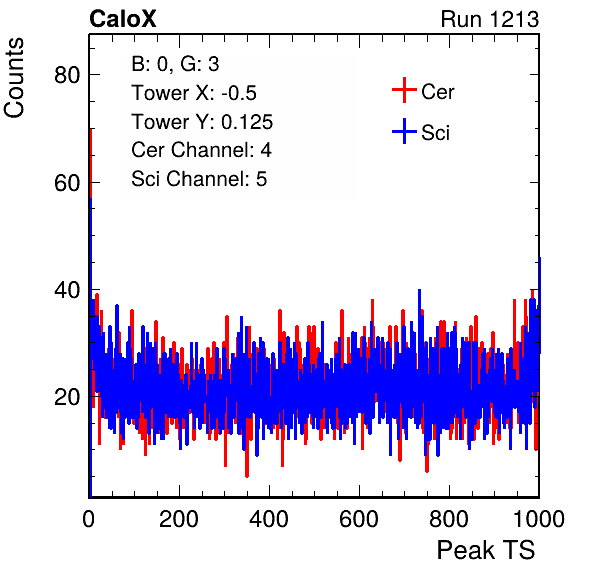 CaloX Run 1213
Counts
B: 0, G: 3
Tower X: -0.5
Tower Y: 0.125
Cer Channel: 4
Sci Channel: 5
Cer
Sci
80
60
40
20
0 200 400 600 800 1000
Peak TS